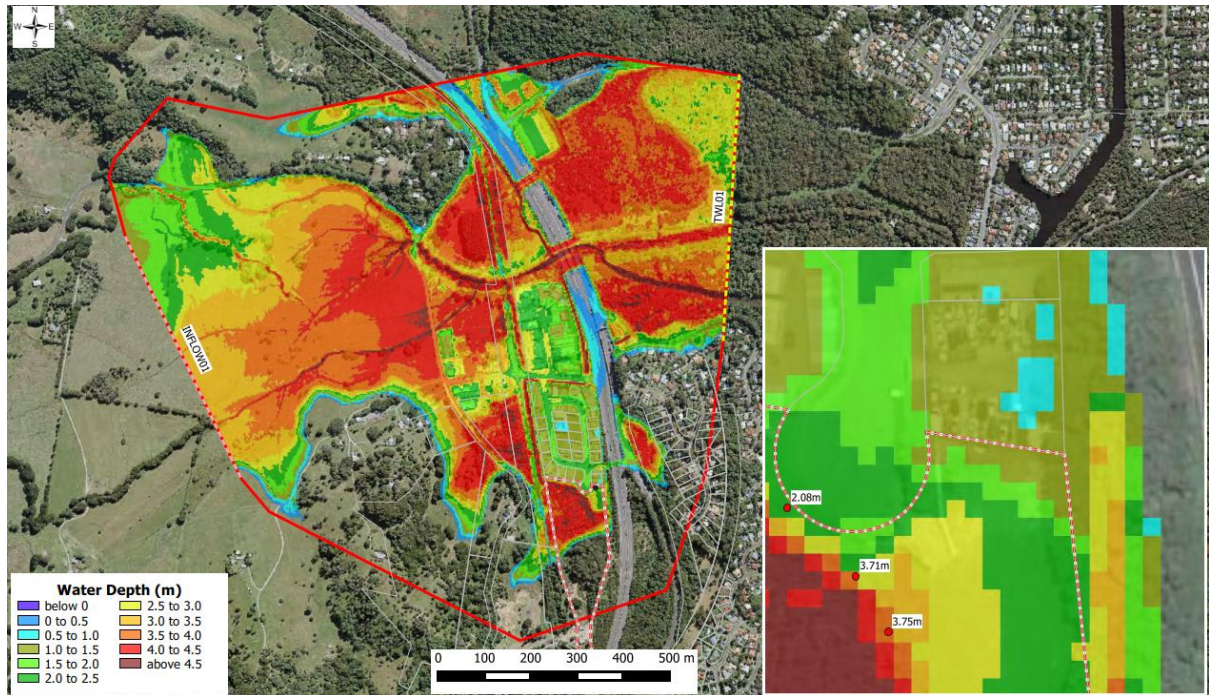 N
W E
S
TWL01
INFLOW01
2.08m
3.71m
3.75m
Water Depth (m)
below 0
0 to 0.5
0.5 to 1.0
1.0 to 1.5
1.5 to 2.0
2.0 to 2.5
2.5 to 3.0
3.0 to 3.5
3.5 to 4.0
4.0 to 4.5
above 4.5
0 100 200 300 400 500 m